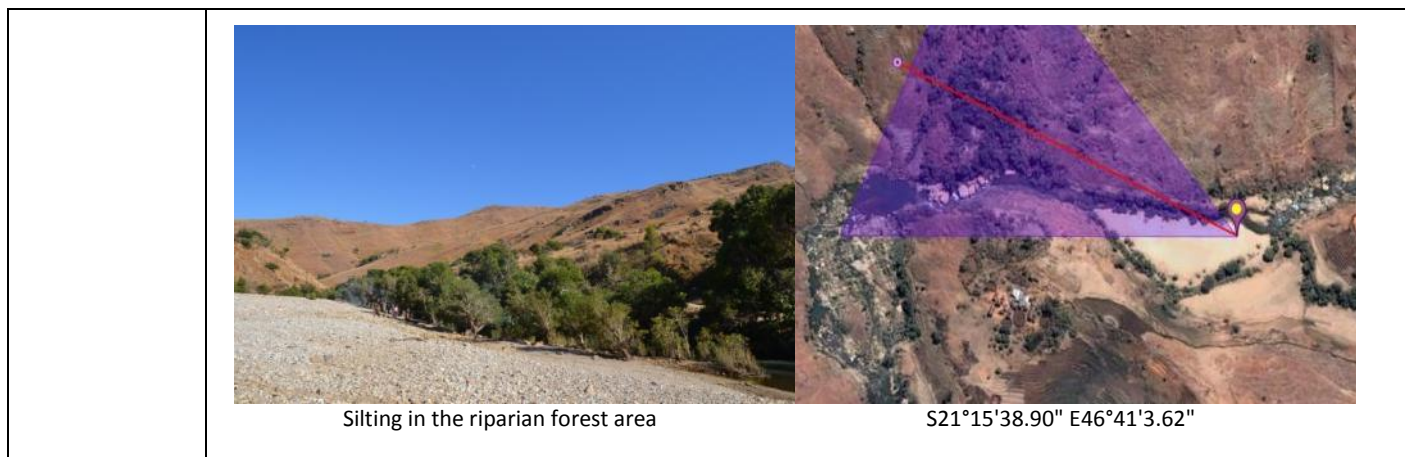 Silting in the riparian forest area
S21°15'38.90" E46°41'3.62"